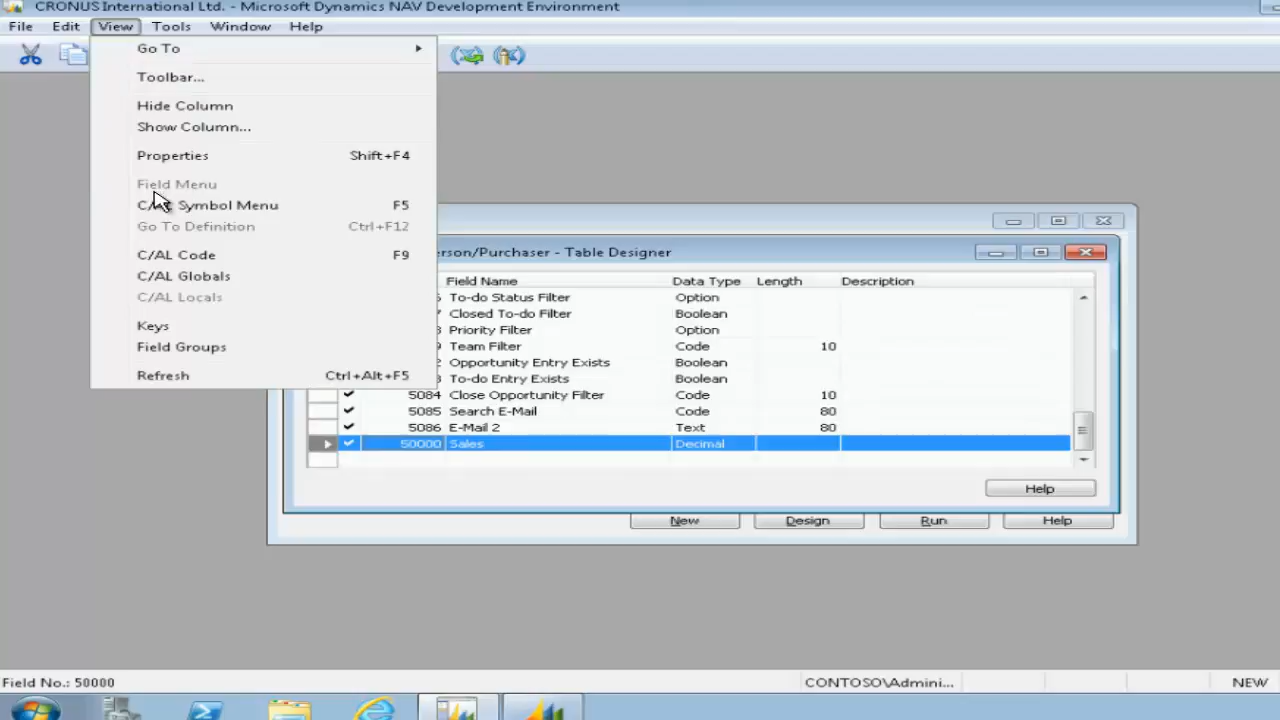 CRONUS International Ltd. - Microsoft Dynamics NAV Development Environment
File Edit View Tools Window Help
Go To
Toolbar...
Hide Column
Show Column...
Properties Shift+F4
Field Menu
C/AL Symbol Menu F5
Go To Definition Ctrl+F12
C/AL Code F9
C/AL Globals
C/AL Locals
Keys
Field Groups
Refresh Ctrl+Alt+F5
erson/Purchaser - Table Designer
Field Name Data Type Length Description
To-do Status Filter Option
Closed To-do Filter Boolean
Priority Filter Option
Team Filter Code 10
Opportunity Entry Exists Boolean
To-do Entry Exists Boolean
5084 Close Opportunity Filter Code 10
5085 Search E-Mail Code 80
5086 E-Mail 2 Text 80
50000 Sales Decimal
Help
New Design Run Help
Field No.: 50000 CONTOSO\Admini... NEW